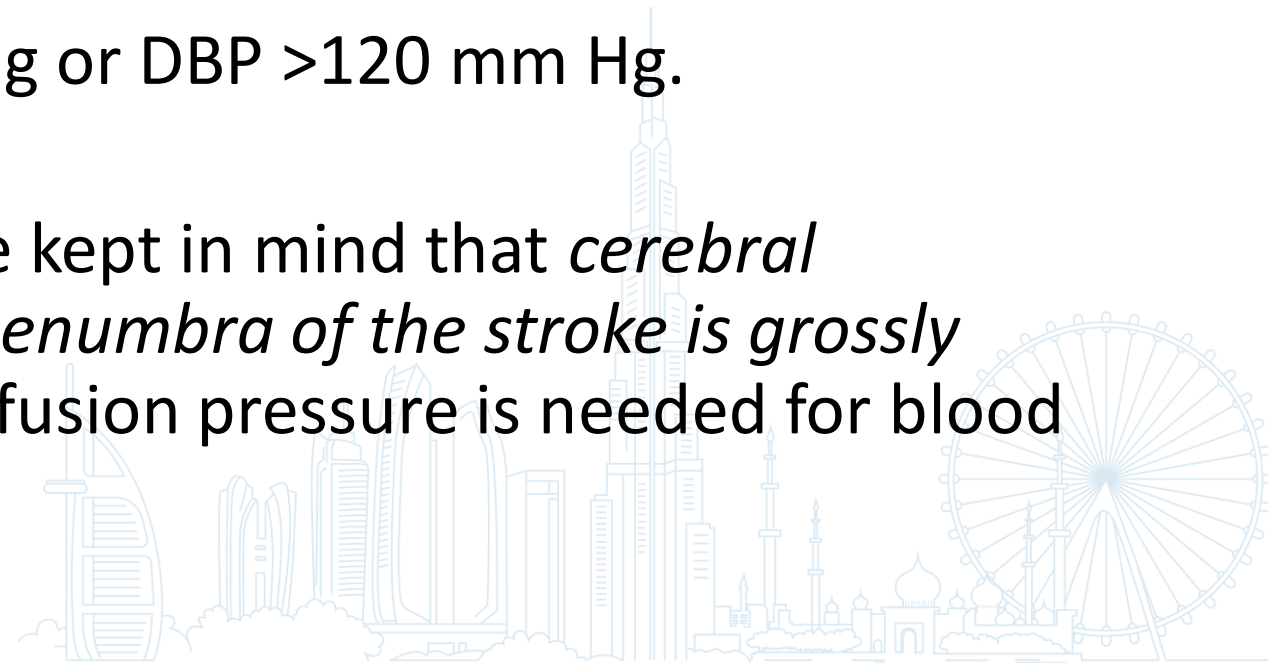 g or DBP >120 mm Hg.
e kept in mind that cerebral
enumbra of the stroke is grossly
fusion pressure is needed for blood